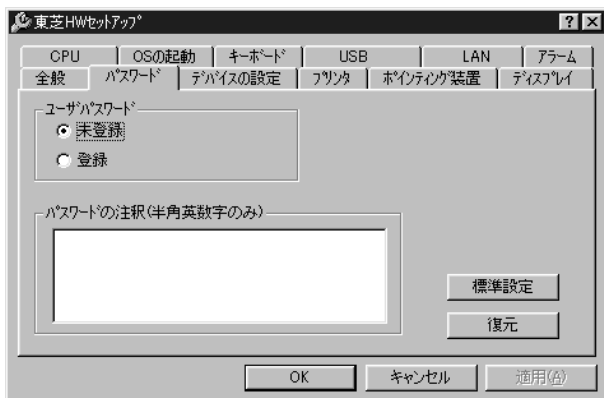 東芝HWｾｯﾄｱｯﾌﾟ
CPU
OSの起動
ｷｰﾎﾞｰﾄﾞ
USB
LAN
ｱﾗｰﾑ
全般
ﾊﾟｽﾜｰﾄﾞ
ﾃﾞﾊﾞｲｽの設定
ﾌﾟﾘﾝﾀ
ﾎﾟｲﾝﾃｨﾝｸﾞ装置
ﾃﾞｨｽﾌﾟﾚｲ
ﾕｰｻﾞﾊﾟｽﾜｰﾄﾞ
未登録
登録
ﾊﾟｽﾜｰﾄﾞの注釈(半角英数字のみ)
標準設定
復元
OK
ｷｬﾝｾﾙ
適用(A)